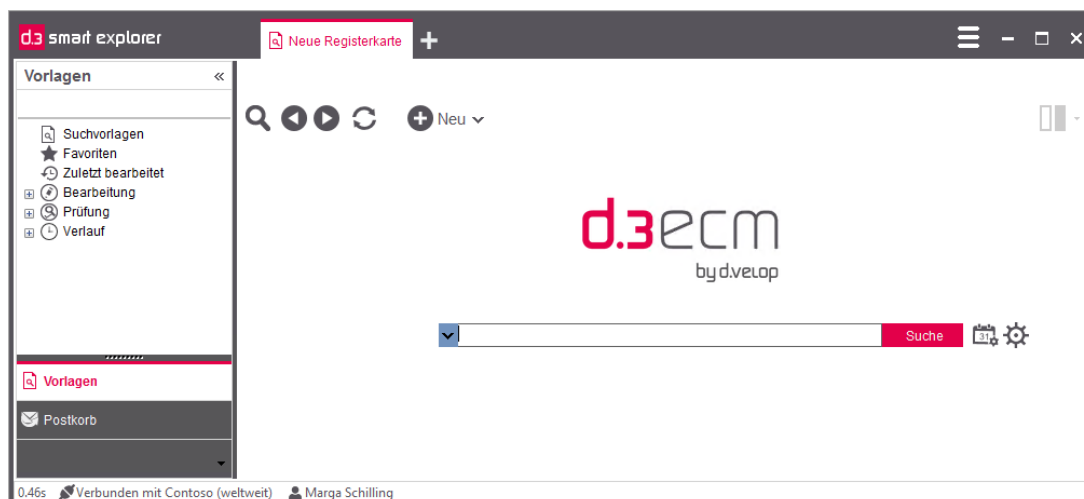 d.3 smart explorer
Neue Registerkarte
Vorlagen
Neu
Suchvorlagen
Favoriten
Zuletzt bearbeitet
Bearbeitung
Prüfung
Verlauf
d.3ecm
by d.velop
31
Suche
Vorlagen
Postkorb
0.46s Verbunden mit Contoso (weltweit) Marga Schilling